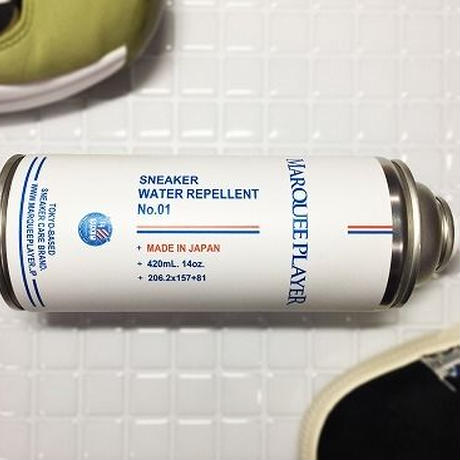 SNEAKER
WATER REPELLENT
No.01
+ MADE IN JAPAN
+ 420mL. 14oz.
+ 206.2x157+81
MARQUEE PLAYER
TOKYO-BASED
SNEAKER CARE BRAND.
WWW.MARQUEEPLAYER.JP